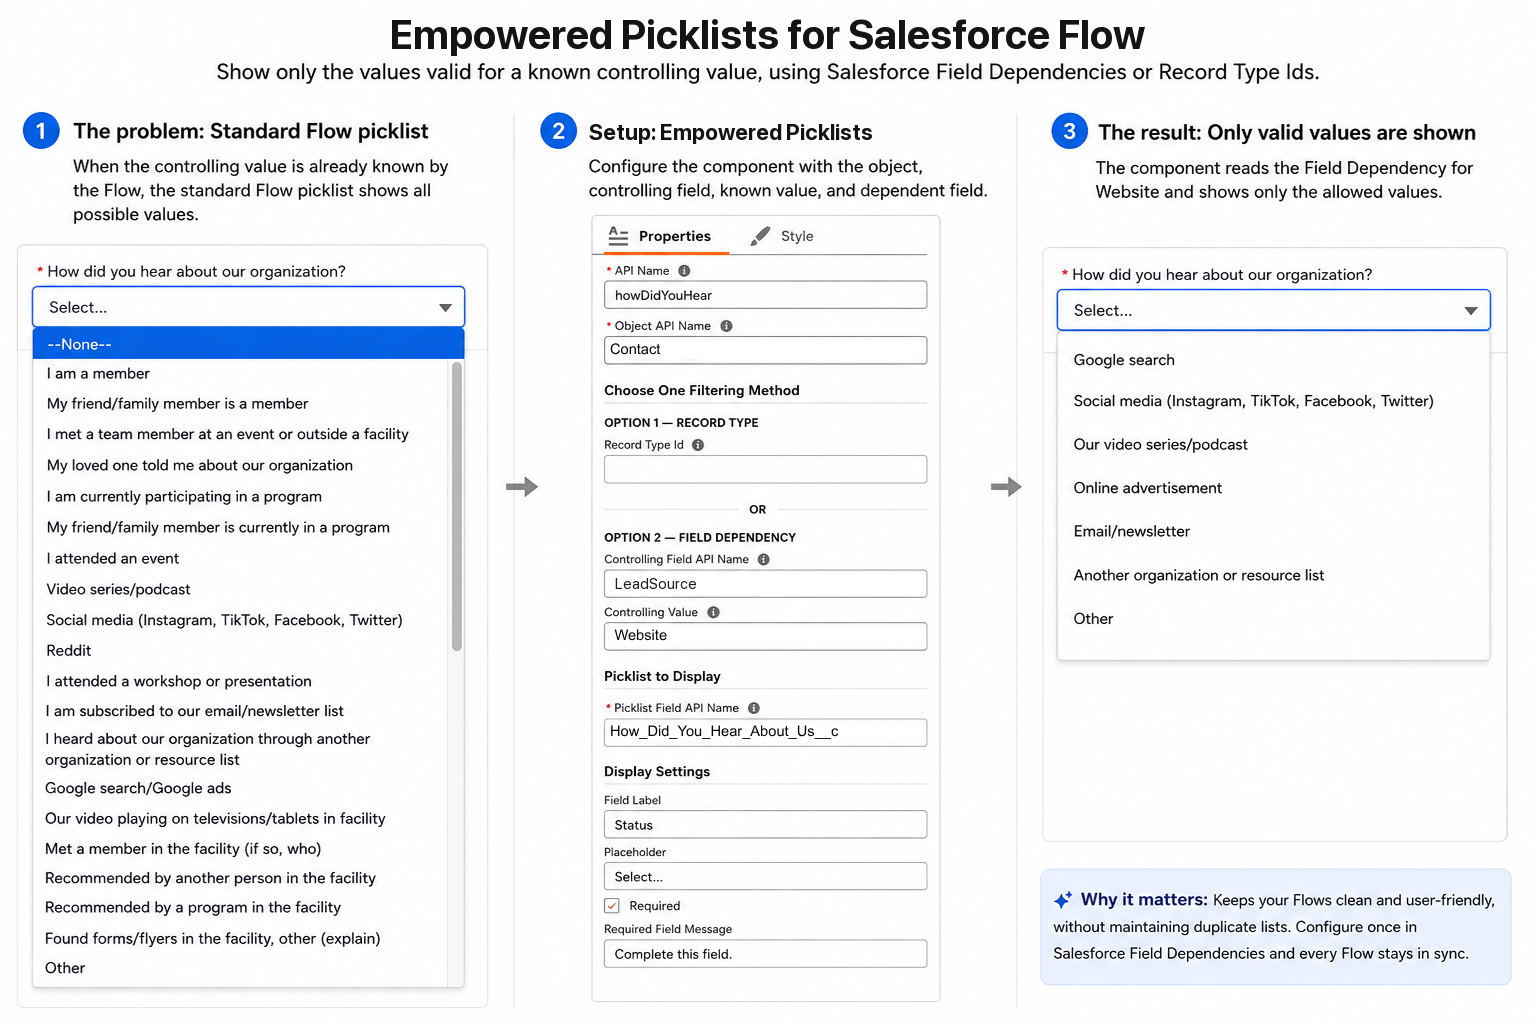 Empowered Picklists for Salesforce Flow
Show only the values valid for a known controlling value, using Salesforce Field Dependencies or Record Type Ids.
1 The problem: Standard Flow picklist
When the controlling value is already known by
the Flow, the standard Flow picklist shows all
possible values.
* How did you hear about our organization?
Select...
--None--
I am a member
My friend/family member is a member
I met a team member at an event or outside a facility
My loved one told me about our organization
I am currently participating in a program
My friend/family member is currently in a program
I attended an event
Video series/podcast
Social media (Instagram, TikTok, Facebook, Twitter)
Reddit
I attended a workshop or presentation
I am subscribed to our email/newsletter list
I heard about our organization through another
organization or resource list
Google search/Google ads
Our video playing on televisions/tablets in facility
Met a member in the facility (if so, who)
Recommended by another person in the facility
Recommended by a program in the facility
Found forms/flyers in the facility, other (explain)
Other
2 Setup: Empowered Picklists
Configure the component with the object,
controlling field, known value, and dependent field.
Properties Style
* API Name
howDidYouHear
* Object API Name
Contact
Choose One Filtering Method
OPTION 1 — RECORD TYPE
Record Type Id
OR
OPTION 2 — FIELD DEPENDENCY
Controlling Field API Name
LeadSource
Controlling Value
Website
Picklist to Display
* Picklist Field API Name
How_Did_You_Hear_About_Us__c
Display Settings
Field Label
Status
Placeholder
Select...
Required
Required Field Message
Complete this field.
3 The result: Only valid values are shown
The component reads the Field Dependency for
Website and shows only the allowed values.
* How did you hear about our organization?
Select...
Google search
Social media (Instagram, TikTok, Facebook, Twitter)
Our video series/podcast
Online advertisement
Email/newsletter
Another organization or resource list
Other
Why it matters: Keeps your Flows clean and user-friendly,
without maintaining duplicate lists. Configure once in
Salesforce Field Dependencies and every Flow stays in sync.